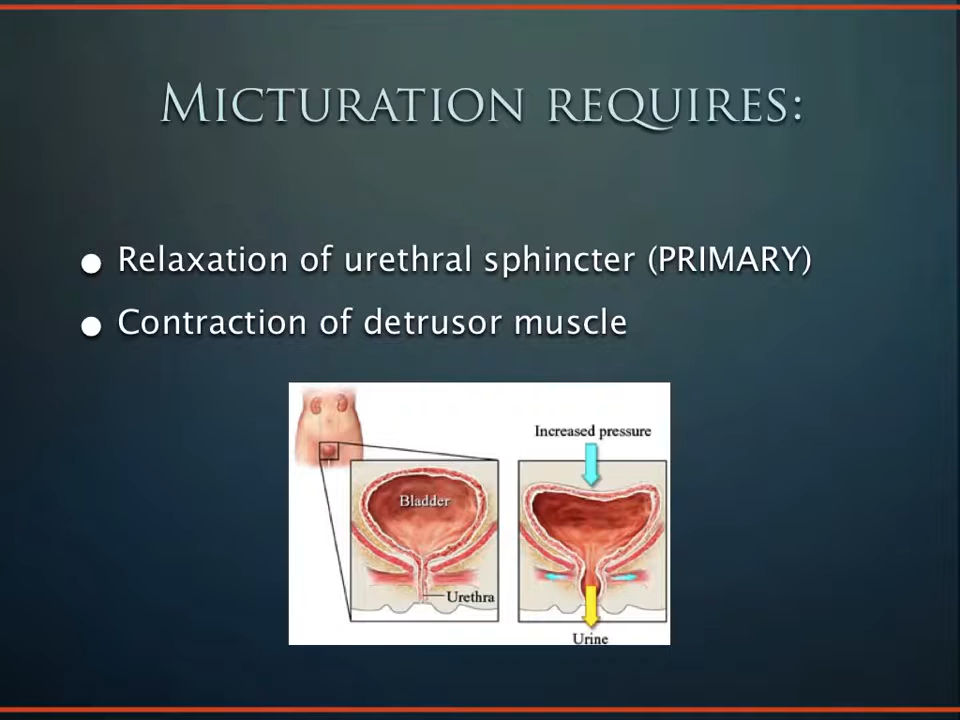 MICTURATION REQUIRES:
• Relaxation of urethral sphincter (PRIMARY)
• Contraction of detrusor muscle
Increased pressure
Bladder
Urethra
Urine